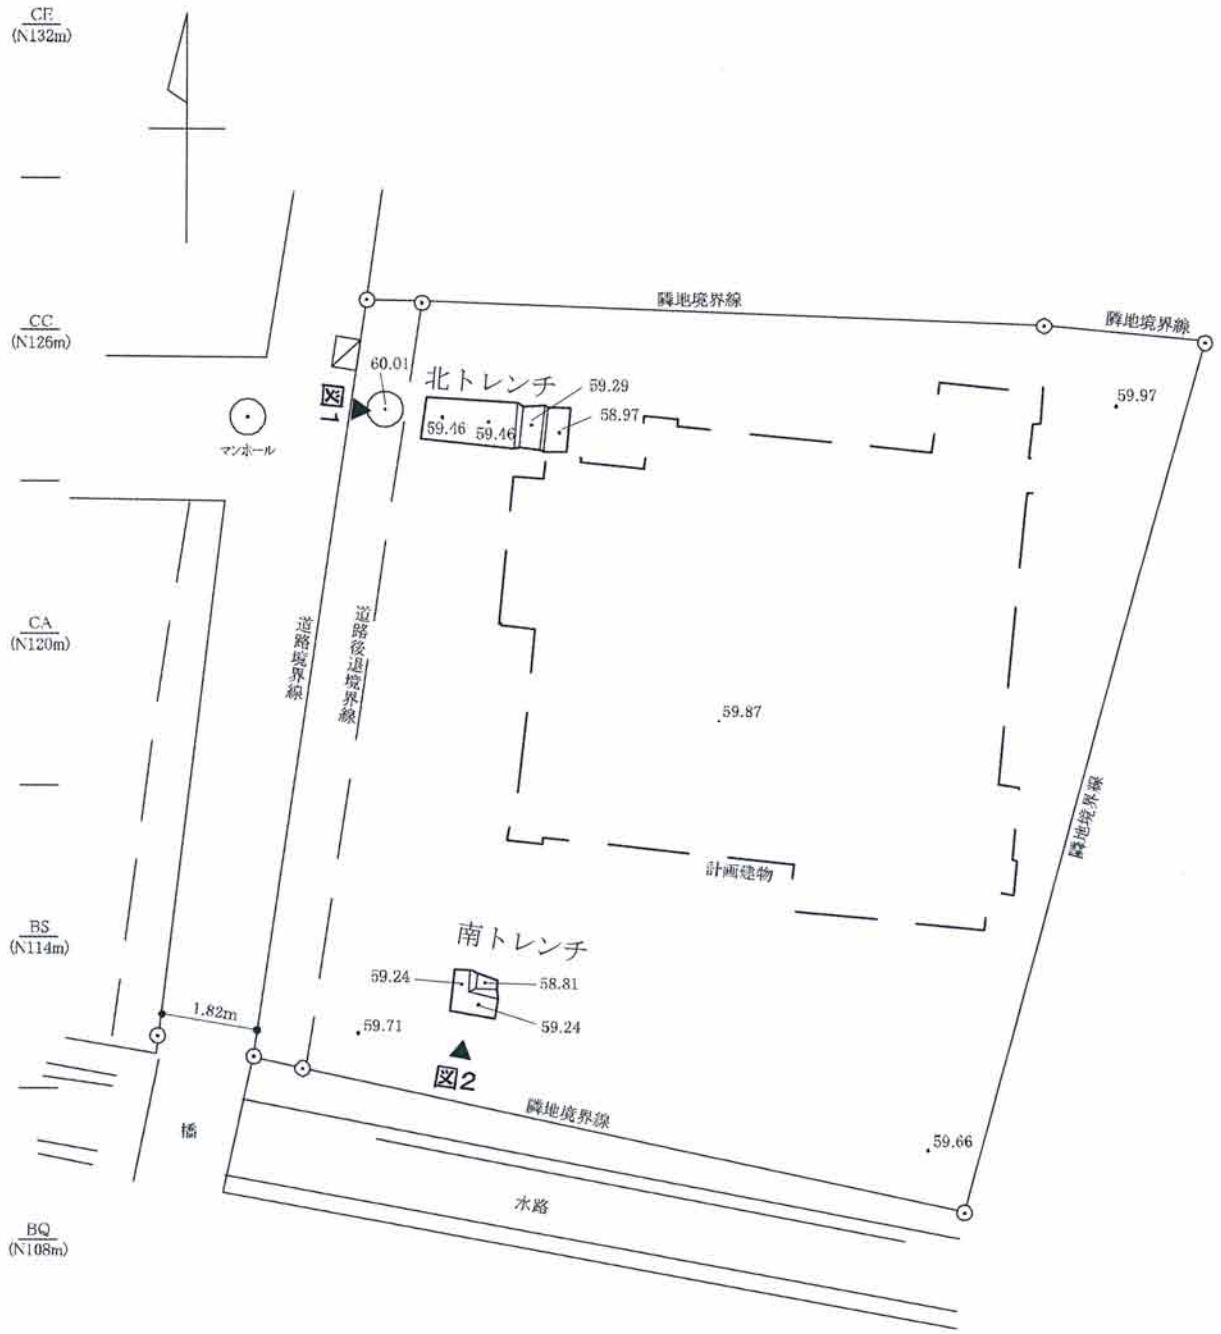 CE
(N132m)
隣地境界線
隣地境界線
CC
(N126m)
60.01
北トレンチ
59.29
59.97
図1
58.97
59.46
59.46
マンホール
CA
(N120m)
道路境界線
道路後退境界線
59.87
隣地境界線
計画建物
BS
(N114m)
南トレンチ
59.24
58.81
1.82m
59.71
59.24
図2
隣地境界線
橋
59.66
水路
BQ
(N108m)